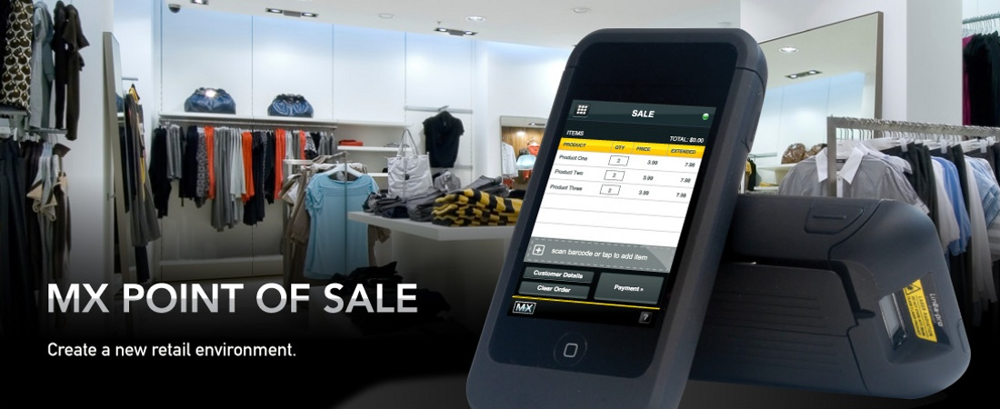 MX POINT OF SALE
Create a new retail environment.
SALE
ITEMS TOTAL: $0.00
PRODUCT QTY PRICE EXTENDED
Product One 2 3.99 7.98
Product Two 2 3.99 7.98
Product Three 2 3.99 7.98
+ scan barcode or tap to add item
Customer Details
Clear Order
Payment »
MX ?
linea-pro